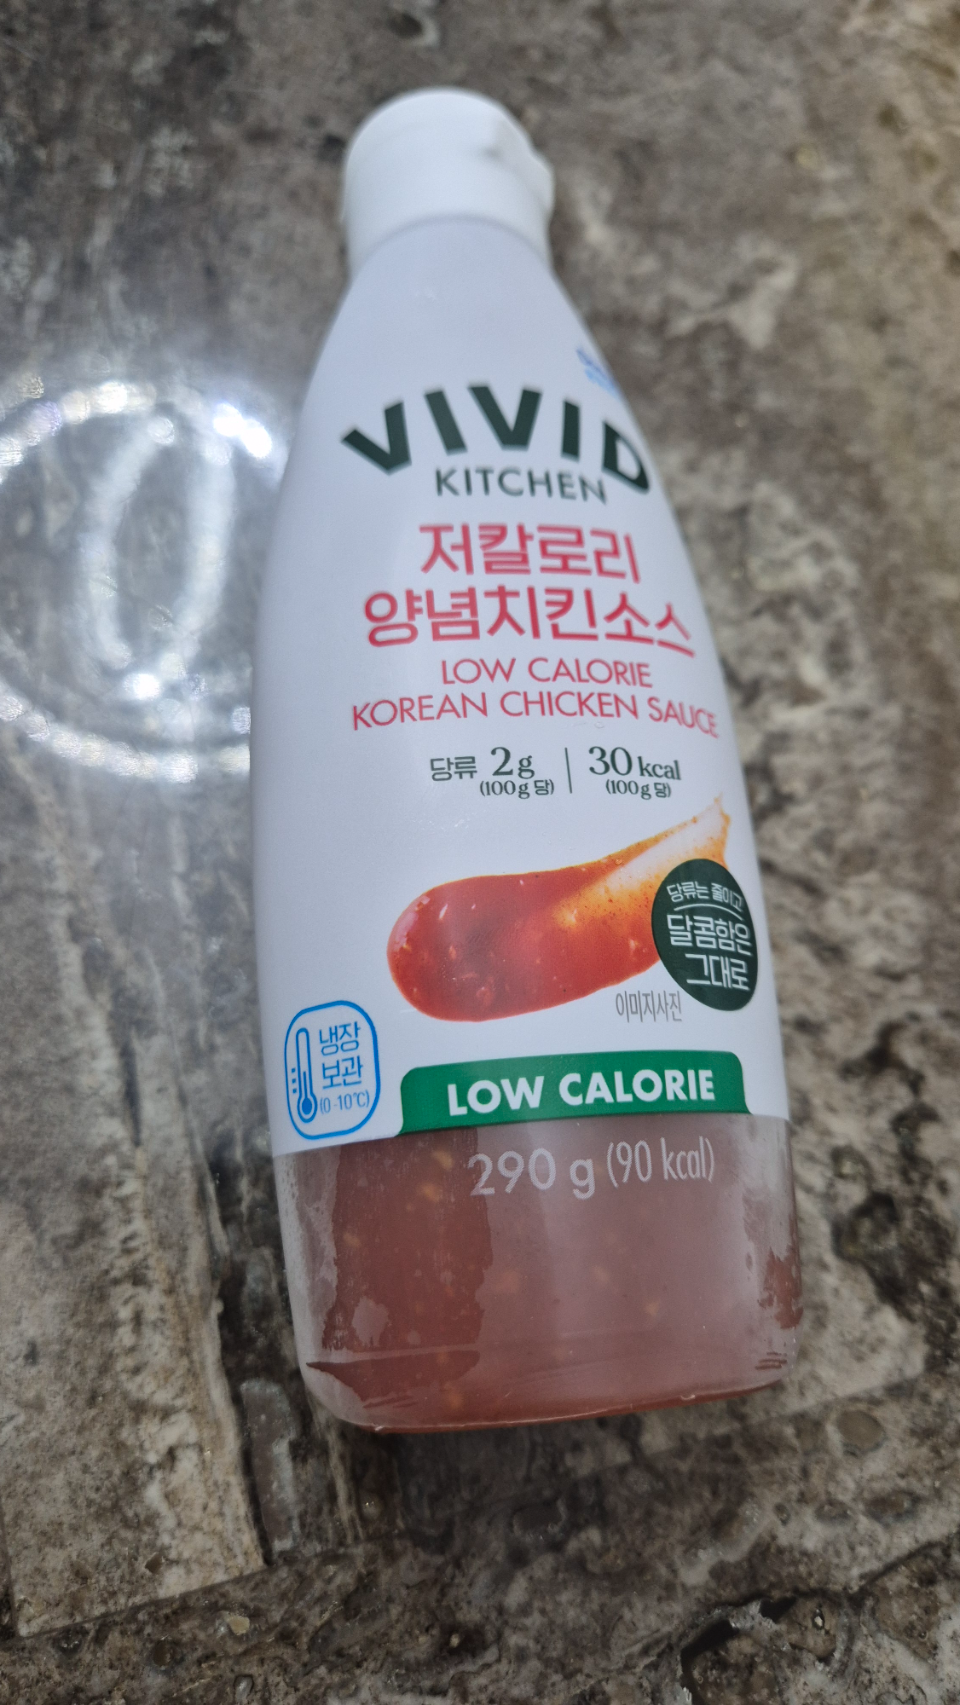 VIVID
KITCHEN
저칼로리
양념치킨소스
LOW CALORIE
KOREAN CHICKEN SAUCE
당류 2g (100g 당) | 30 kcal (100g 당)
당류는 줄이고
달콤함은
그대로
이미지사진
냉장
보관
(0-10℃)
LOW CALORIE
290 g (90 kcal)